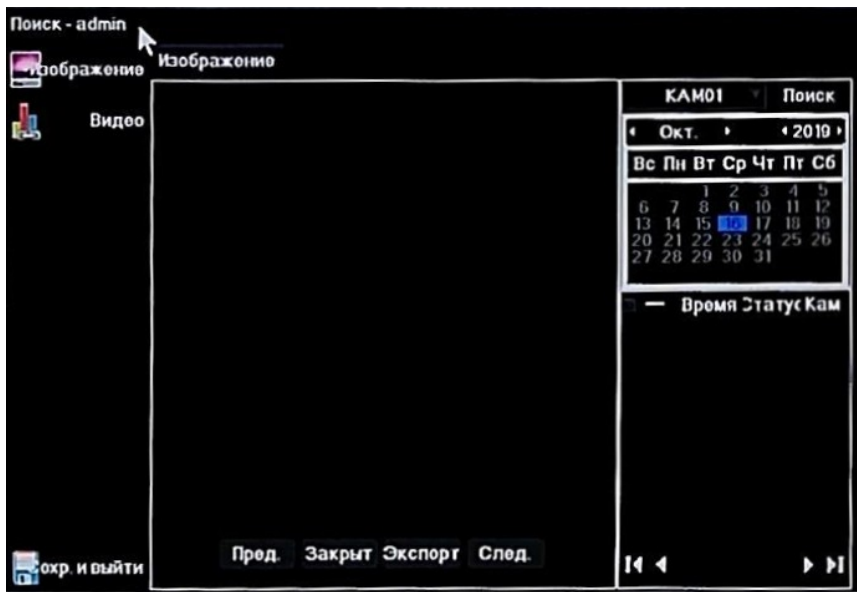 Поиск - admin
Изображение
Изображение
Видео
КАМ01 Поиск
Окт. 2019
Вс Пн Вт Ср Чт Пт Сб
1 2 3 4 5
6 7 8 9 10 11 12
13 14 15 16 17 18 19
20 21 22 23 24 25 26
27 28 29 30 31
Время Статус Кам
Пред. Закрыт Экспорт След.
Сохр. и выйти